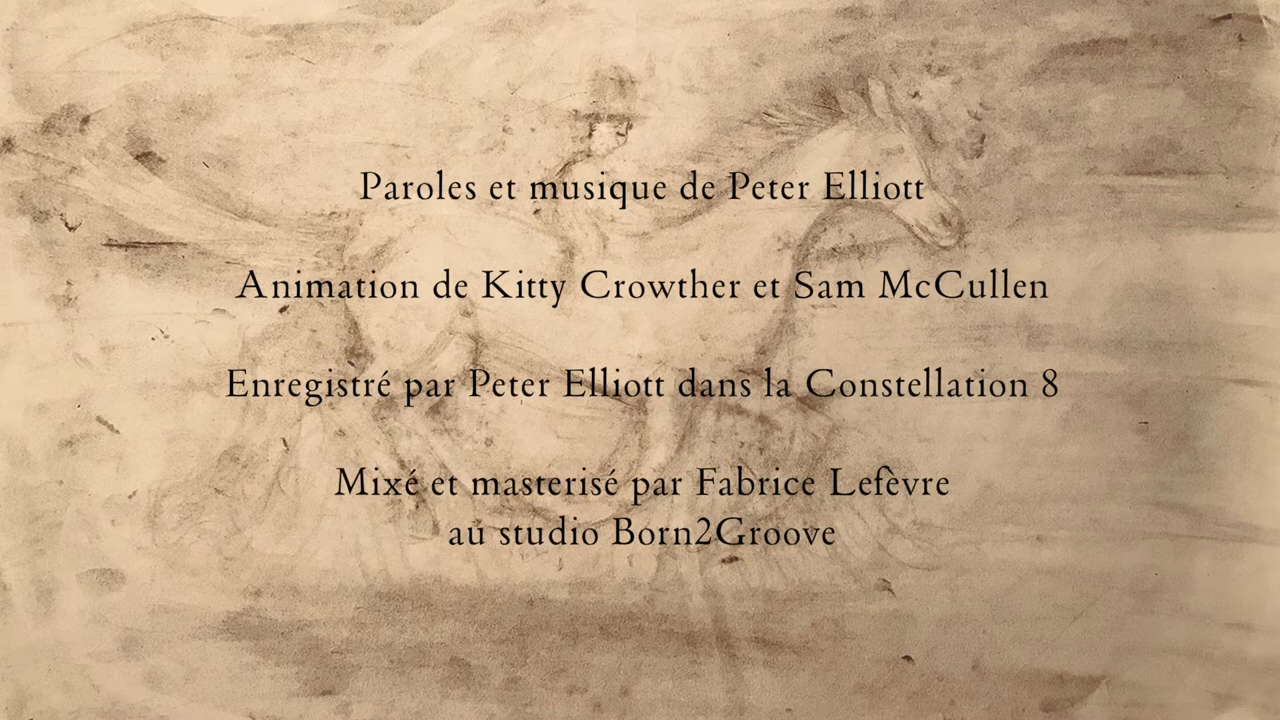 Paroles et musique de Peter Elliott
Animation de Kitty Crowther et Sam McCullen
Enregistré par Peter Elliott dans la Constellation 8
Mixé et masterisé par Fabrice Lefèvre
au studio Born2Groove